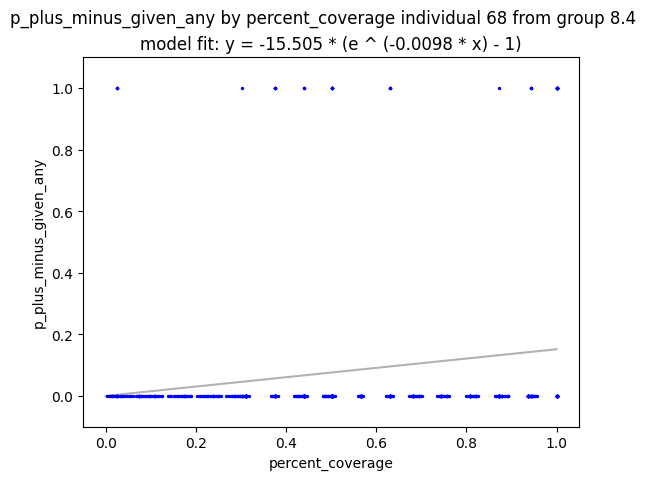 p_plus_minus_given_any by percent_coverage individual 68 from group 8.4
model fit: y = -15.505 * (e ^ (-0.0098 * x) - 1)
1.0
0.8
0.6
0.4
0.2
0.0
p_plus_minus_given_any
0.0 0.2 0.4 0.6 0.8 1.0
percent_coverage